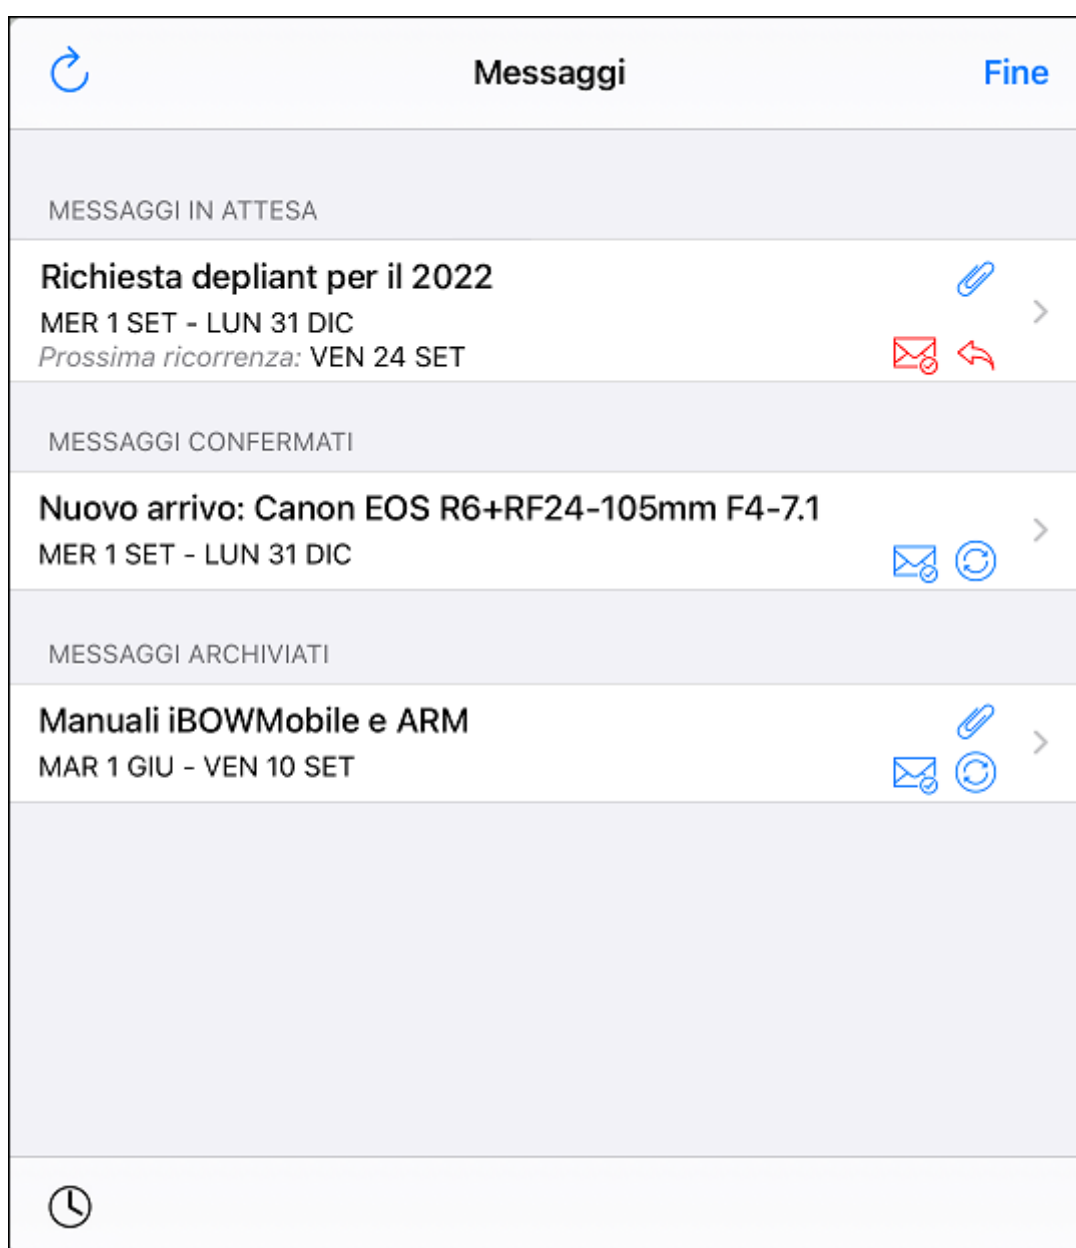 Messaggi
Fine
MESSAGGI IN ATTESA
Richiesta depliant per il 2022
MER 1 SET - LUN 31 DIC
Prossima ricorrenza: VEN 24 SET
MESSAGGI CONFERMATI
Nuovo arrivo: Canon EOS R6+RF24-105mm F4-7.1
MER 1 SET - LUN 31 DIC
MESSAGGI ARCHIVIATI
Manuali iBOWMobile e ARM
MAR 1 GIU - VEN 10 SET